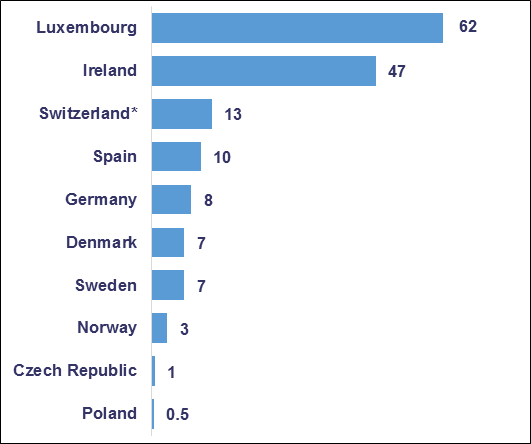 Luxembourg 62
Ireland 47
Switzerland* 13
Spain 10
Germany 8
Denmark 7
Sweden 7
Norway 3
Czech Republic 1
Poland 0.5